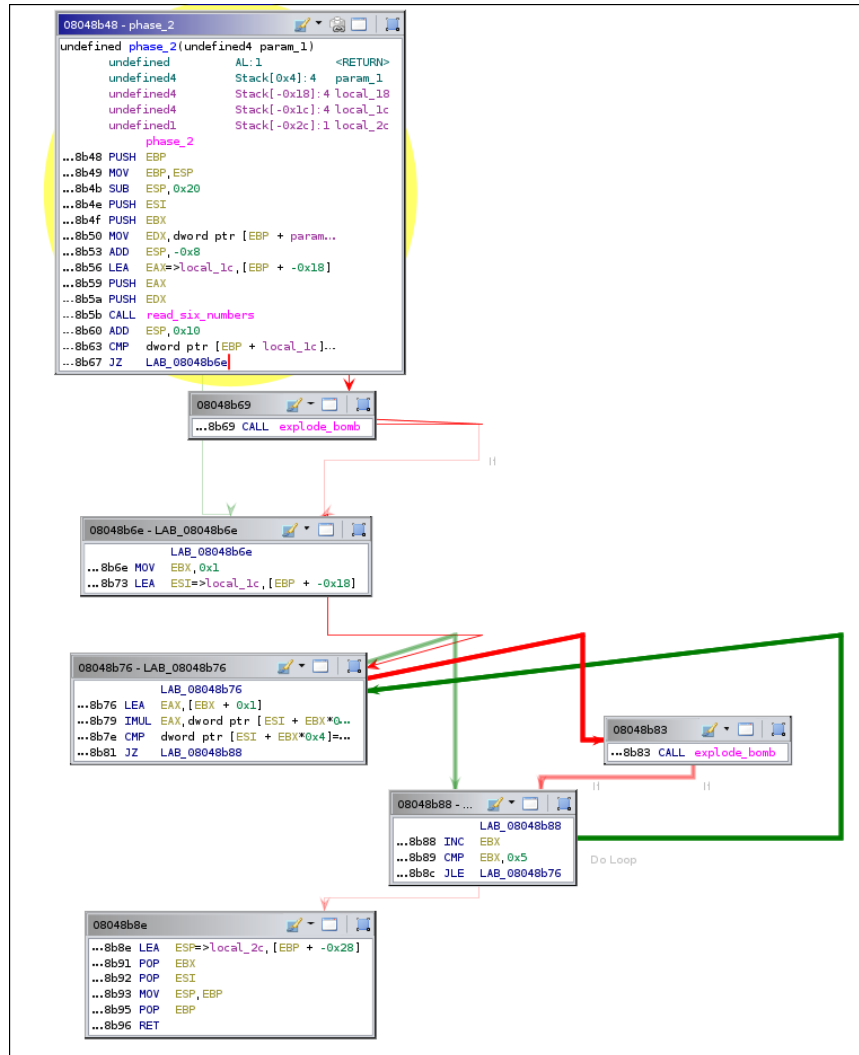 08048b48 - phase_2
undefined phase_2(undefined4 param_1)
undefined AL:1 <RETURN>
undefined4 Stack[0x4]:4 param_1
undefined4 Stack[-0x18]:4 local_18
undefined4 Stack[-0x1c]:4 local_1c
undefined1 Stack[-0x2c]:1 local_2c
phase_2
...8b48 PUSH EBP
...8b49 MOV EBP,ESP
...8b4b SUB ESP,0x20
...8b4e PUSH ESI
...8b4f PUSH EBX
...8b50 MOV EDX,dword ptr [EBP + param...
...8b53 ADD ESP,-0x8
...8b56 LEA EAX=>local_1c,[EBP + -0x18]
...8b59 PUSH EAX
...8b5a PUSH EDX
...8b5b CALL read_six_numbers
...8b60 ADD ESP,0x10
...8b63 CMP dword ptr [EBP + local_1c]...
...8b67 JZ LAB_08048b6e
08048b69
...8b69 CALL explode_bomb
If
08048b6e - LAB_08048b6e
LAB_08048b6e
...8b6e MOV EBX,0x1
...8b73 LEA ESI=>local_1c,[EBP + -0x18]
08048b76 - LAB_08048b76
LAB_08048b76
...8b76 LEA EAX,[EBX + 0x1]
...8b79 IMUL EAX,dword ptr [ESI + EBX*0...
...8b7e CMP dword ptr [ESI + EBX*0x4]=...
...8b81 JZ LAB_08048b88
08048b83
...8b83 CALL explode_bomb
If
If
08048b88 - ...
LAB_08048b88
...8b88 INC EBX
...8b89 CMP EBX,0x5
...8b8c JLE LAB_08048b76
Do Loop
08048b8e
...8b8e LEA ESP=>local_2c,[EBP + -0x28]
...8b91 POP EBX
...8b92 POP ESI
...8b93 MOV ESP,EBP
...8b95 POP EBP
...8b96 RET